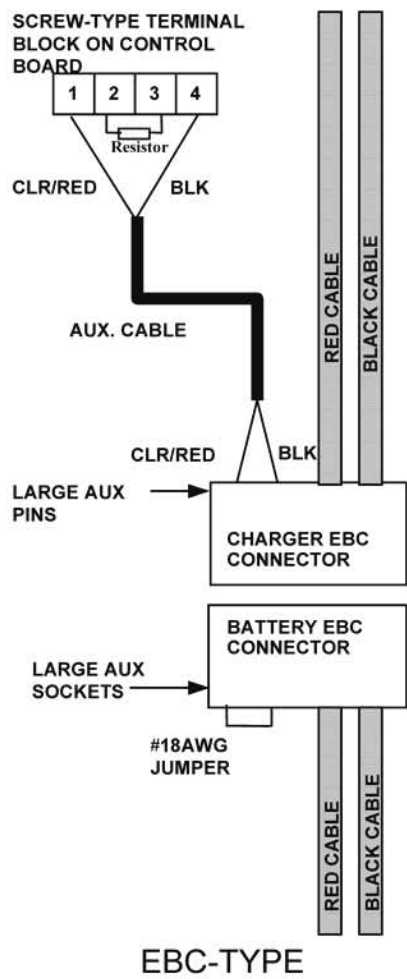 SCREW-TYPE TERMINAL
BLOCK ON CONTROL
BOARD
1 2 3 4
Resistor
CLR/RED BLK
AUX. CABLE
RED CABLE
BLACK CABLE
CLR/RED BLK
LARGE AUX
PINS
CHARGER EBC
CONNECTOR
BATTERY EBC
CONNECTOR
LARGE AUX
SOCKETS
#18AWG
JUMPER
RED CABLE
BLACK CABLE
EBC-TYPE